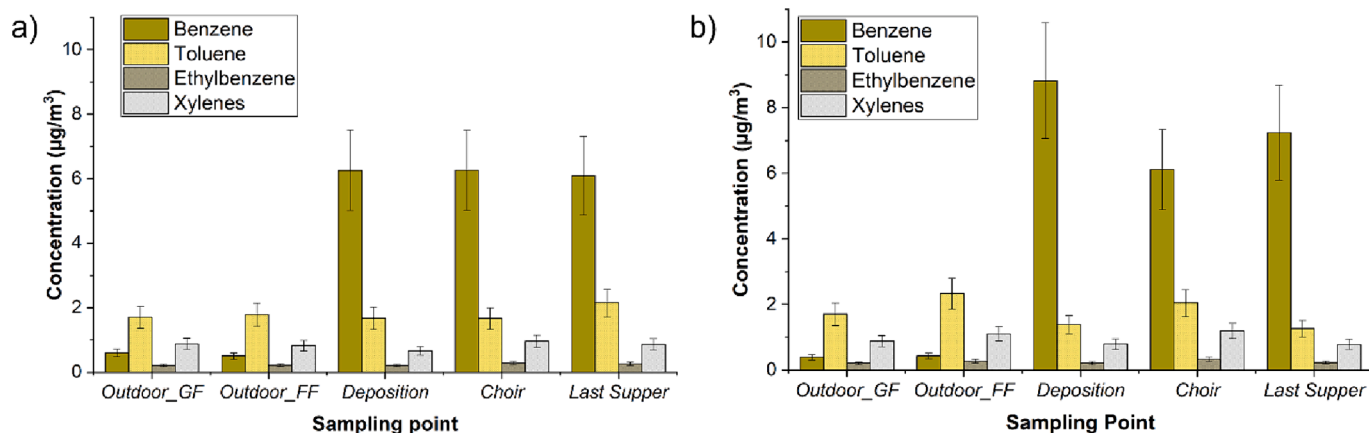 a)
Benzene
Toluene
Ethylbenzene
Xylenes
10
8
6
4
2
0
Concentration (µg/m³)
Outdoor_GF
Outdoor_FF
Deposition
Choir
Last Supper
Sampling point
b)
Benzene
Toluene
Ethylbenzene
Xylenes
10
8
6
4
2
0
Concentration (µg/m³)
Outdoor_GF
Outdoor_FF
Deposition
Choir
Last Supper
Sampling Point